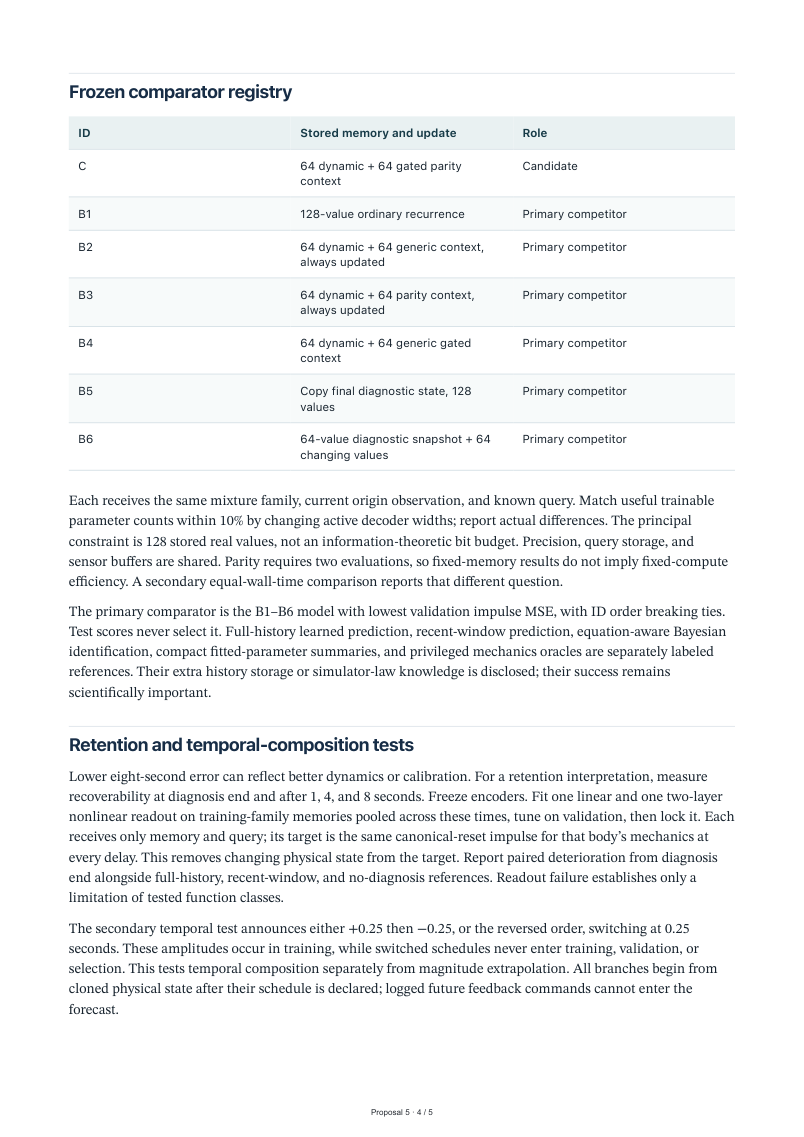 Frozen comparator registry
ID Stored memory and update Role
C 64 dynamic + 64 gated parity context Candidate
B1 128-value ordinary recurrence Primary competitor
B2 64 dynamic + 64 generic context, always updated Primary competitor
B3 64 dynamic + 64 parity context, always updated Primary competitor
B4 64 dynamic + 64 generic gated context Primary competitor
B5 Copy final diagnostic state, 128 values Primary competitor
B6 64-value diagnostic snapshot + 64 changing values Primary competitor
Each receives the same mixture family, current origin observation, and known query. Match useful trainable
parameter counts within 10% by changing active decoder widths; report actual differences. The principal
constraint is 128 stored real values, not an information-theoretic bit budget. Precision, query storage, and
sensor buffers are shared. Parity requires two evaluations, so fixed-memory results do not imply fixed-compute
efficiency. A secondary equal-wall-time comparison reports that different question.
The primary comparator is the B1–B6 model with lowest validation impulse MSE, with ID order breaking ties.
Test scores never select it. Full-history learned prediction, recent-window prediction, equation-aware Bayesian
identification, compact fitted-parameter summaries, and privileged mechanics oracles are separately labeled
references. Their extra history storage or simulator-law knowledge is disclosed; their success remains
scientifically important.
Retention and temporal-composition tests
Lower eight-second error can reflect better dynamics or calibration. For a retention interpretation, measure
recoverability at diagnosis end and after 1, 4, and 8 seconds. Freeze encoders. Fit one linear and one two-layer
nonlinear readout on training-family memories pooled across these times, tune on validation, then lock it. Each
receives only memory and query; its target is the same canonical-reset impulse for that body’s mechanics at
every delay. This removes changing physical state from the target. Report paired deterioration from diagnosis
end alongside full-history, recent-window, and no-diagnosis references. Readout failure establishes only a
limitation of tested function classes.
The secondary temporal test announces either +0.25 then −0.25, or the reversed order, switching at 0.25
seconds. These amplitudes occur in training, while switched schedules never enter training, validation, or
selection. This tests temporal composition separately from magnitude extrapolation. All branches begin from
cloned physical state after their schedule is declared; logged future feedback commands cannot enter the
forecast.
Proposal 5 · 4 / 5